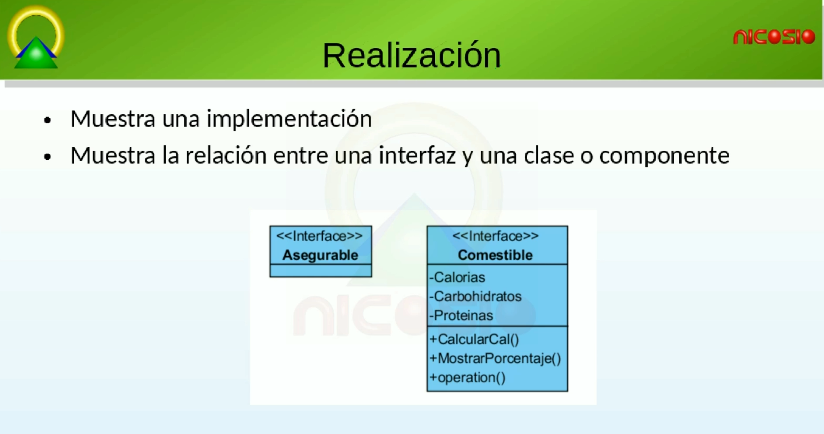 Realización
NICOSIO
• Muestra una implementación
• Muestra la relación entre una interfaz y una clase o componente
<<Interface>>
Asegurable
<<Interface>>
Comestible
-Calorias
-Carbohidratos
-Proteinas
+CalcularCal()
+MostrarPorcentaje()
+operation()